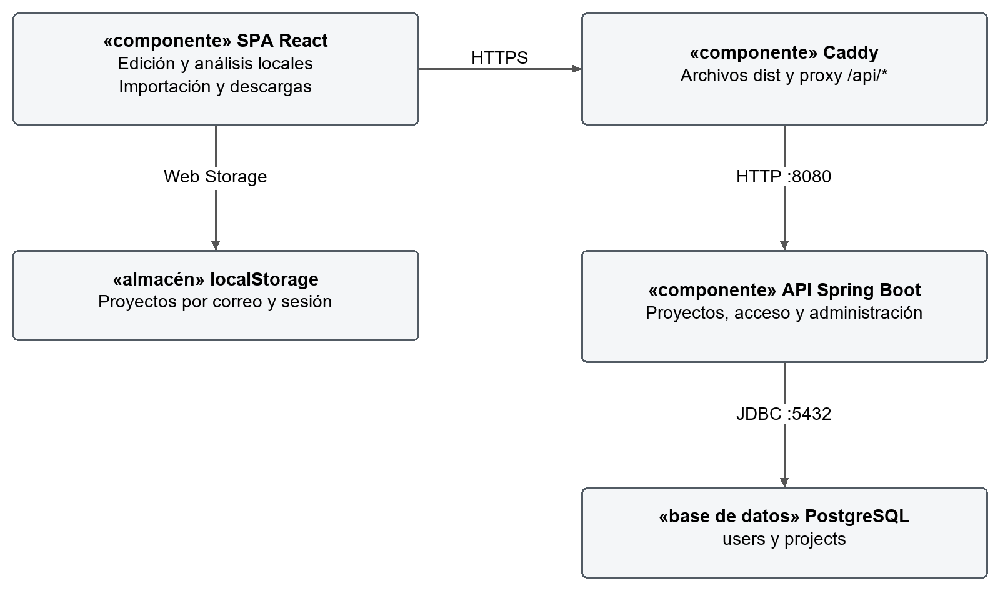 «componente» SPA React
Edición y análisis locales
Importación y descargas
HTTPS
«componente» Caddy
Archivos dist y proxy /api/*
Web Storage
HTTP :8080
«almacén» localStorage
Proyectos por correo y sesión
«componente» API Spring Boot
Proyectos, acceso y administración
JDBC :5432
«base de datos» PostgreSQL
users y projects